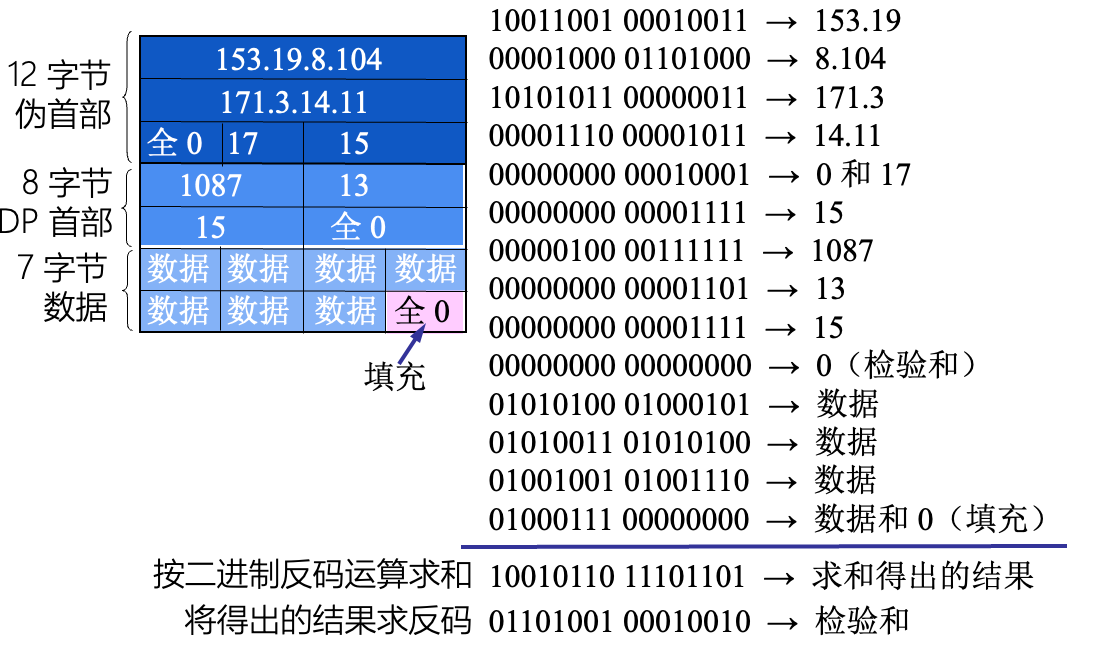 12 字节
伪首部
153.19.8.104
171.3.14.11
全 0 17 15
8 字节
DP 首部
1087 13
15 全 0
7 字节
数据
数据 数据 数据 数据
数据 数据 数据 全 0
填充
10011001 00010011 → 153.19
00001000 01101000 → 8.104
10101011 00000011 → 171.3
00001110 00001011 → 14.11
00000000 00010001 → 0 和 17
00000000 00001111 → 15
00000100 00111111 → 1087
00000000 00001101 → 13
00000000 00001111 → 15
00000000 00000000 → 0（检验和）
01010100 01000101 → 数据
01010011 01010100 → 数据
01001001 01001110 → 数据
01000111 00000000 → 数据和 0（填充）
按二进制反码运算求和 10010110 11101101 → 求和得出的结果
将得出的结果求反码 01101001 00010010 → 检验和